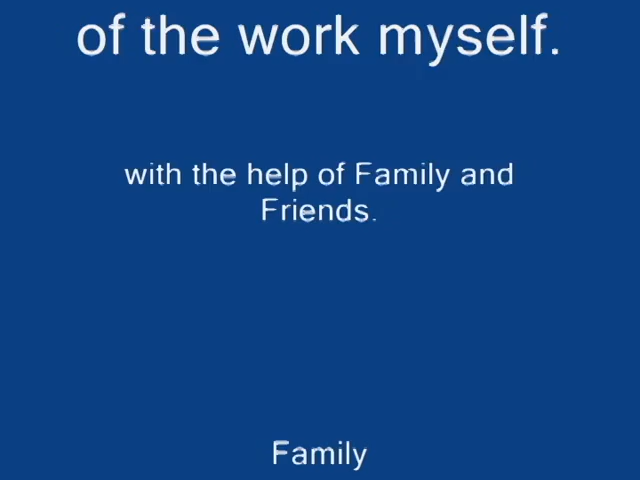 of the work myself.
with the help of Family and
Friends.
Family